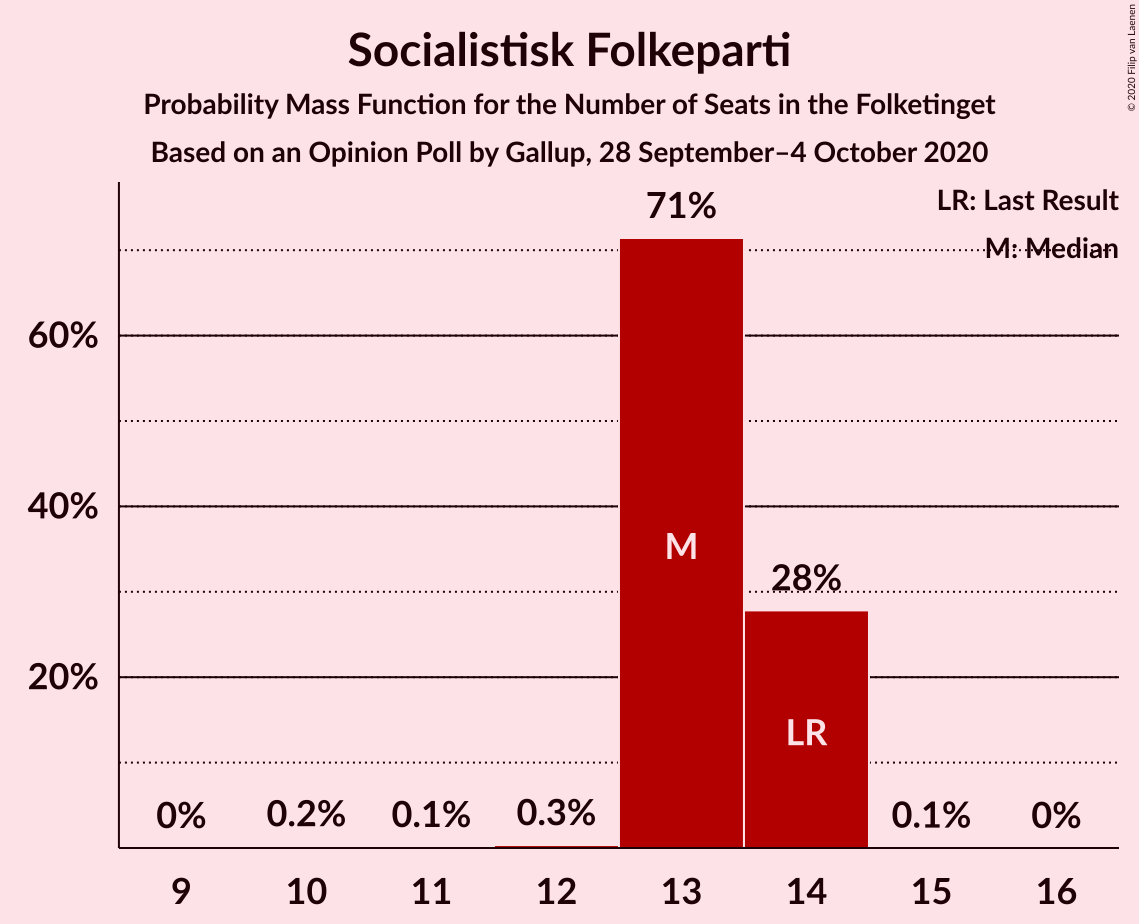 Socialistisk Folkeparti
Probability Mass Function for the Number of Seats in the Folketinget
Based on an Opinion Poll by Gallup, 28 September–4 October 2020
© 2020 Filip van Laenen
LR: Last Result
M: Median
71%
60%
40%
M
28%
20%
LR
0%
0.2%
0.1%
0.3%
0.1%
0%
9
10
11
12
13
14
15
16